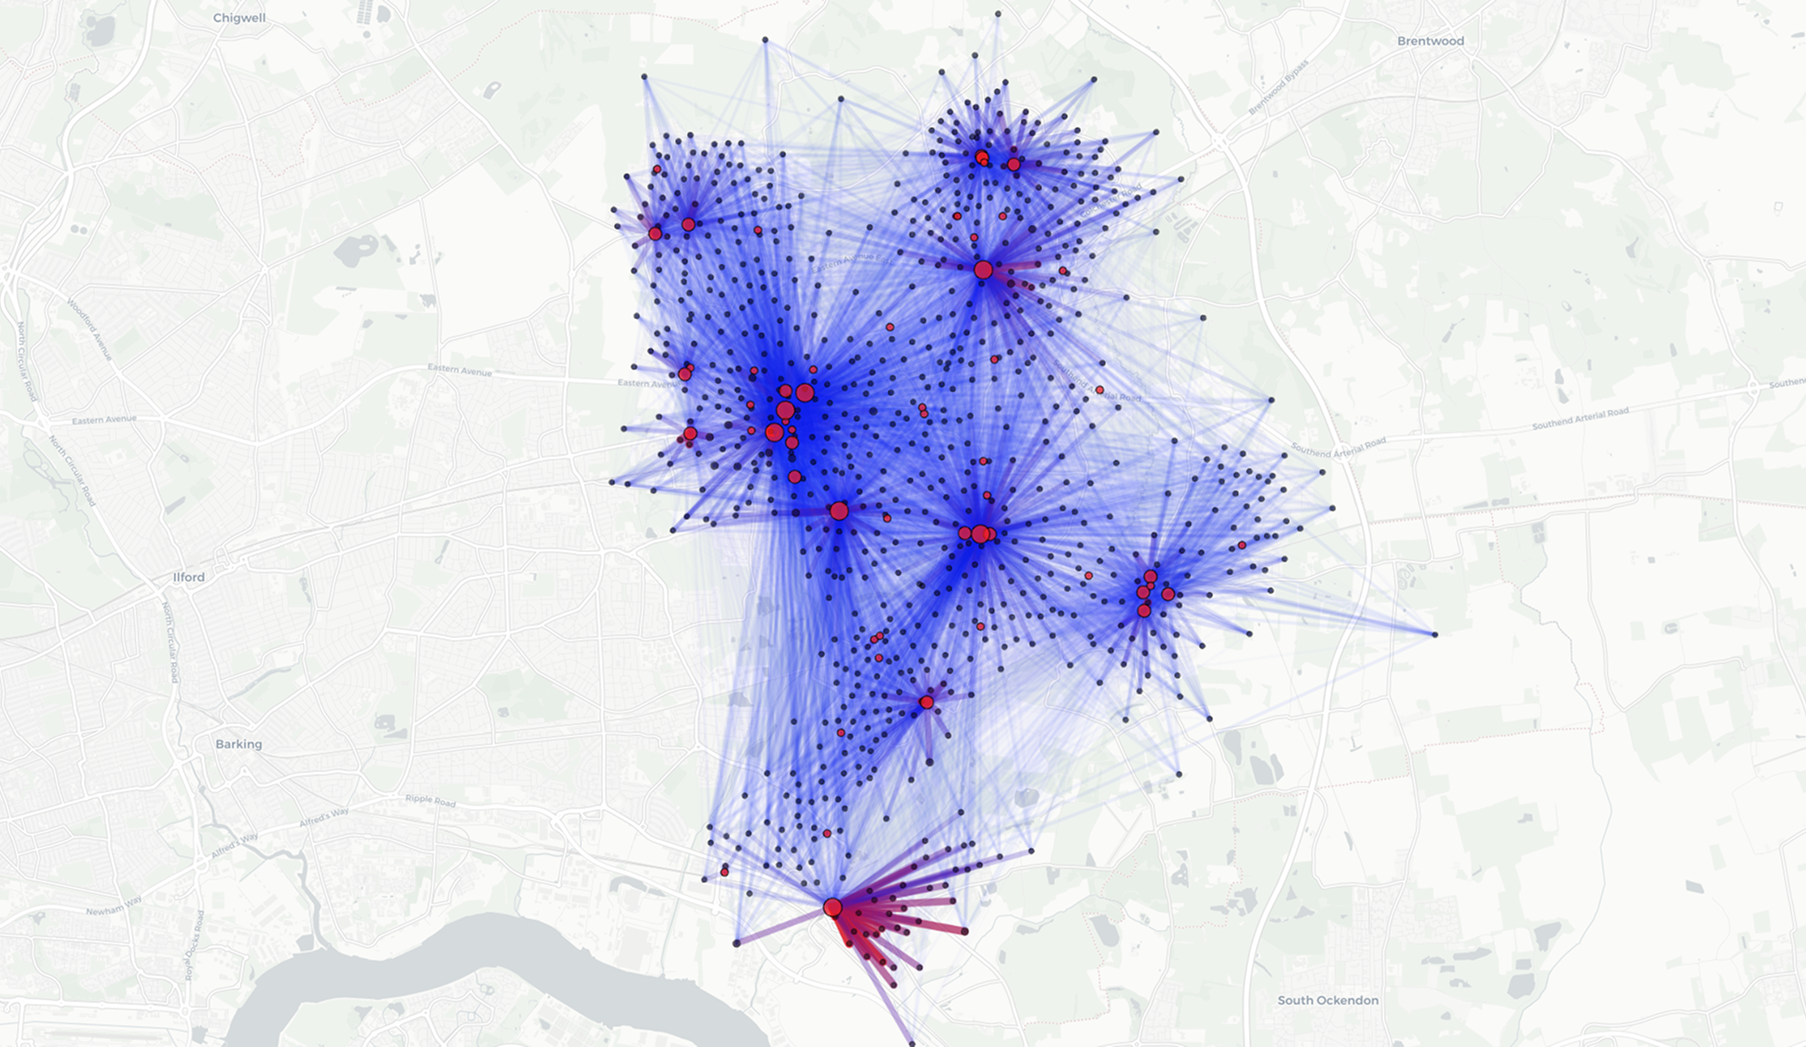 Chigwell
Brentwood
Brentwood Bypass
Woodford Avenue
North Circular Road
Eastern Avenue
Eastern Avenue
Eastern Avenue
Eastern Avenue
Southend Arterial Road
Southend Arterial Road
Southend Arterial Road
Southend
North Circular Road
Ilford
North Circular Road
Barking
Ripple Road
Alfred's Way
Alfred's Way
Newham Way
Royal Docks Road
South Ockendon